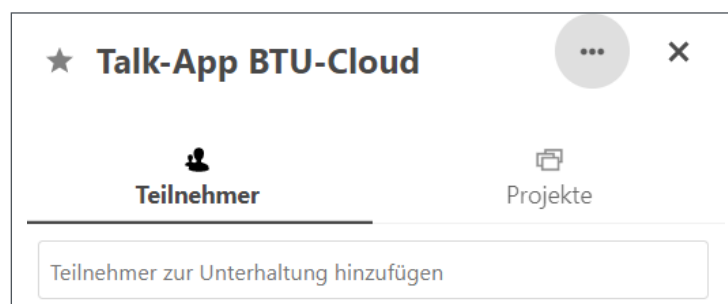 Talk-App BTU-Cloud
Teilnehmer
Projekte
Teilnehmer zur Unterhaltung hinzufügen